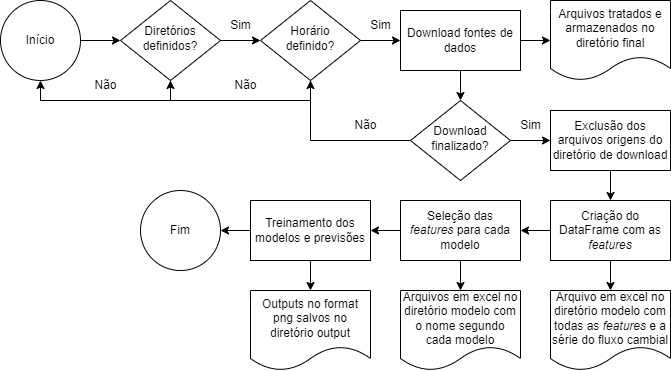 Início
Diretórios
definidos?
Sim
Horário
definido?
Sim
Download fontes de
dados
Arquivos tratados e
armazenados no
diretório final
Não
Não
Não
Download
finalizado?
Sim
Exclusão dos
arquivos origens do
diretório de download
Fim
Treinamento dos
modelos e previsões
Seleção das
features para cada
modelo
Criação do
DataFrame com as
features
Outputs no format
png salvos no
diretório output
Arquivos em excel no
diretório modelo com
o nome segundo
cada modelo
Arquivo em excel no
diretório modelo com
todas as features e a
série do fluxo cambial